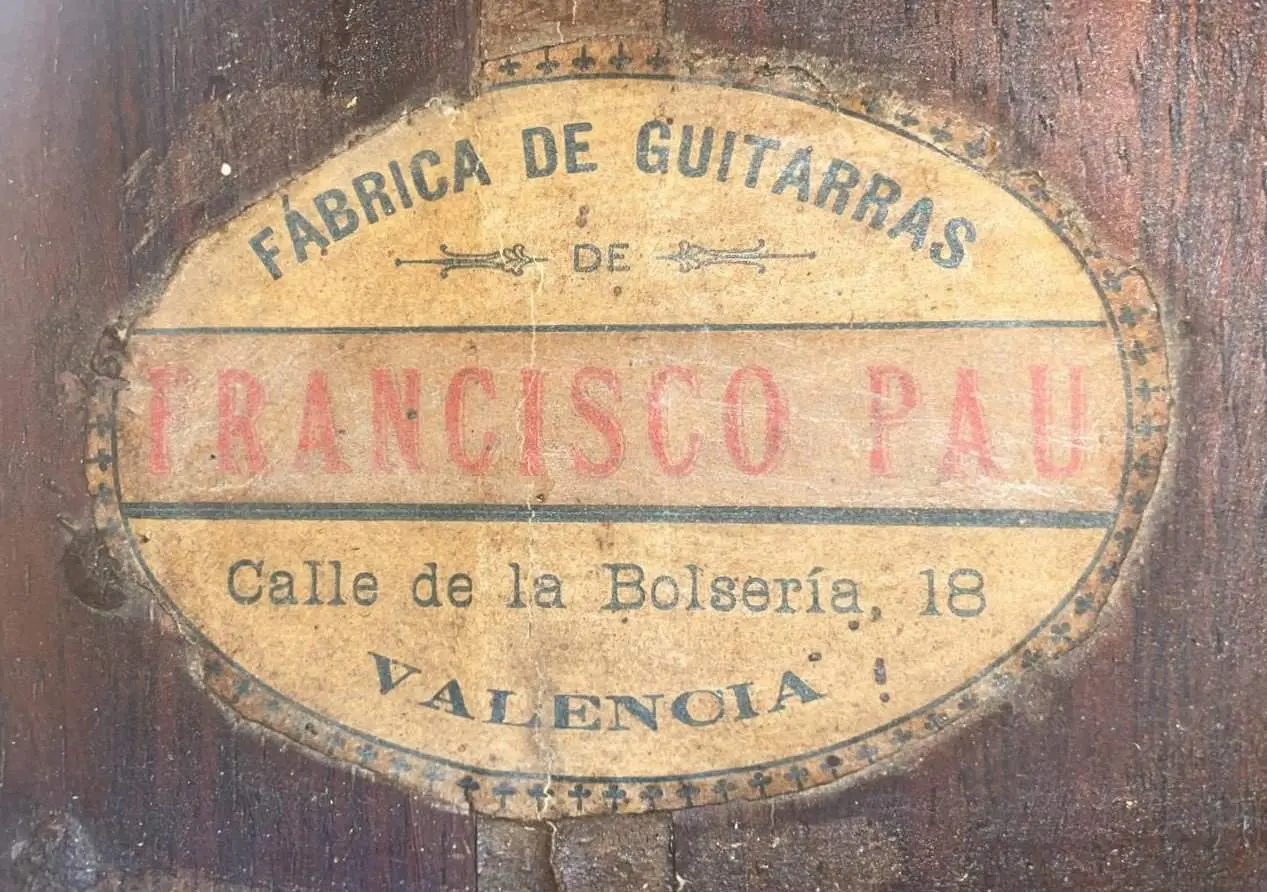 FÁBRICA DE GUITARRAS
DE
FRANCISCO PAU
Calle de la Bolsería, 18
VALENCIA